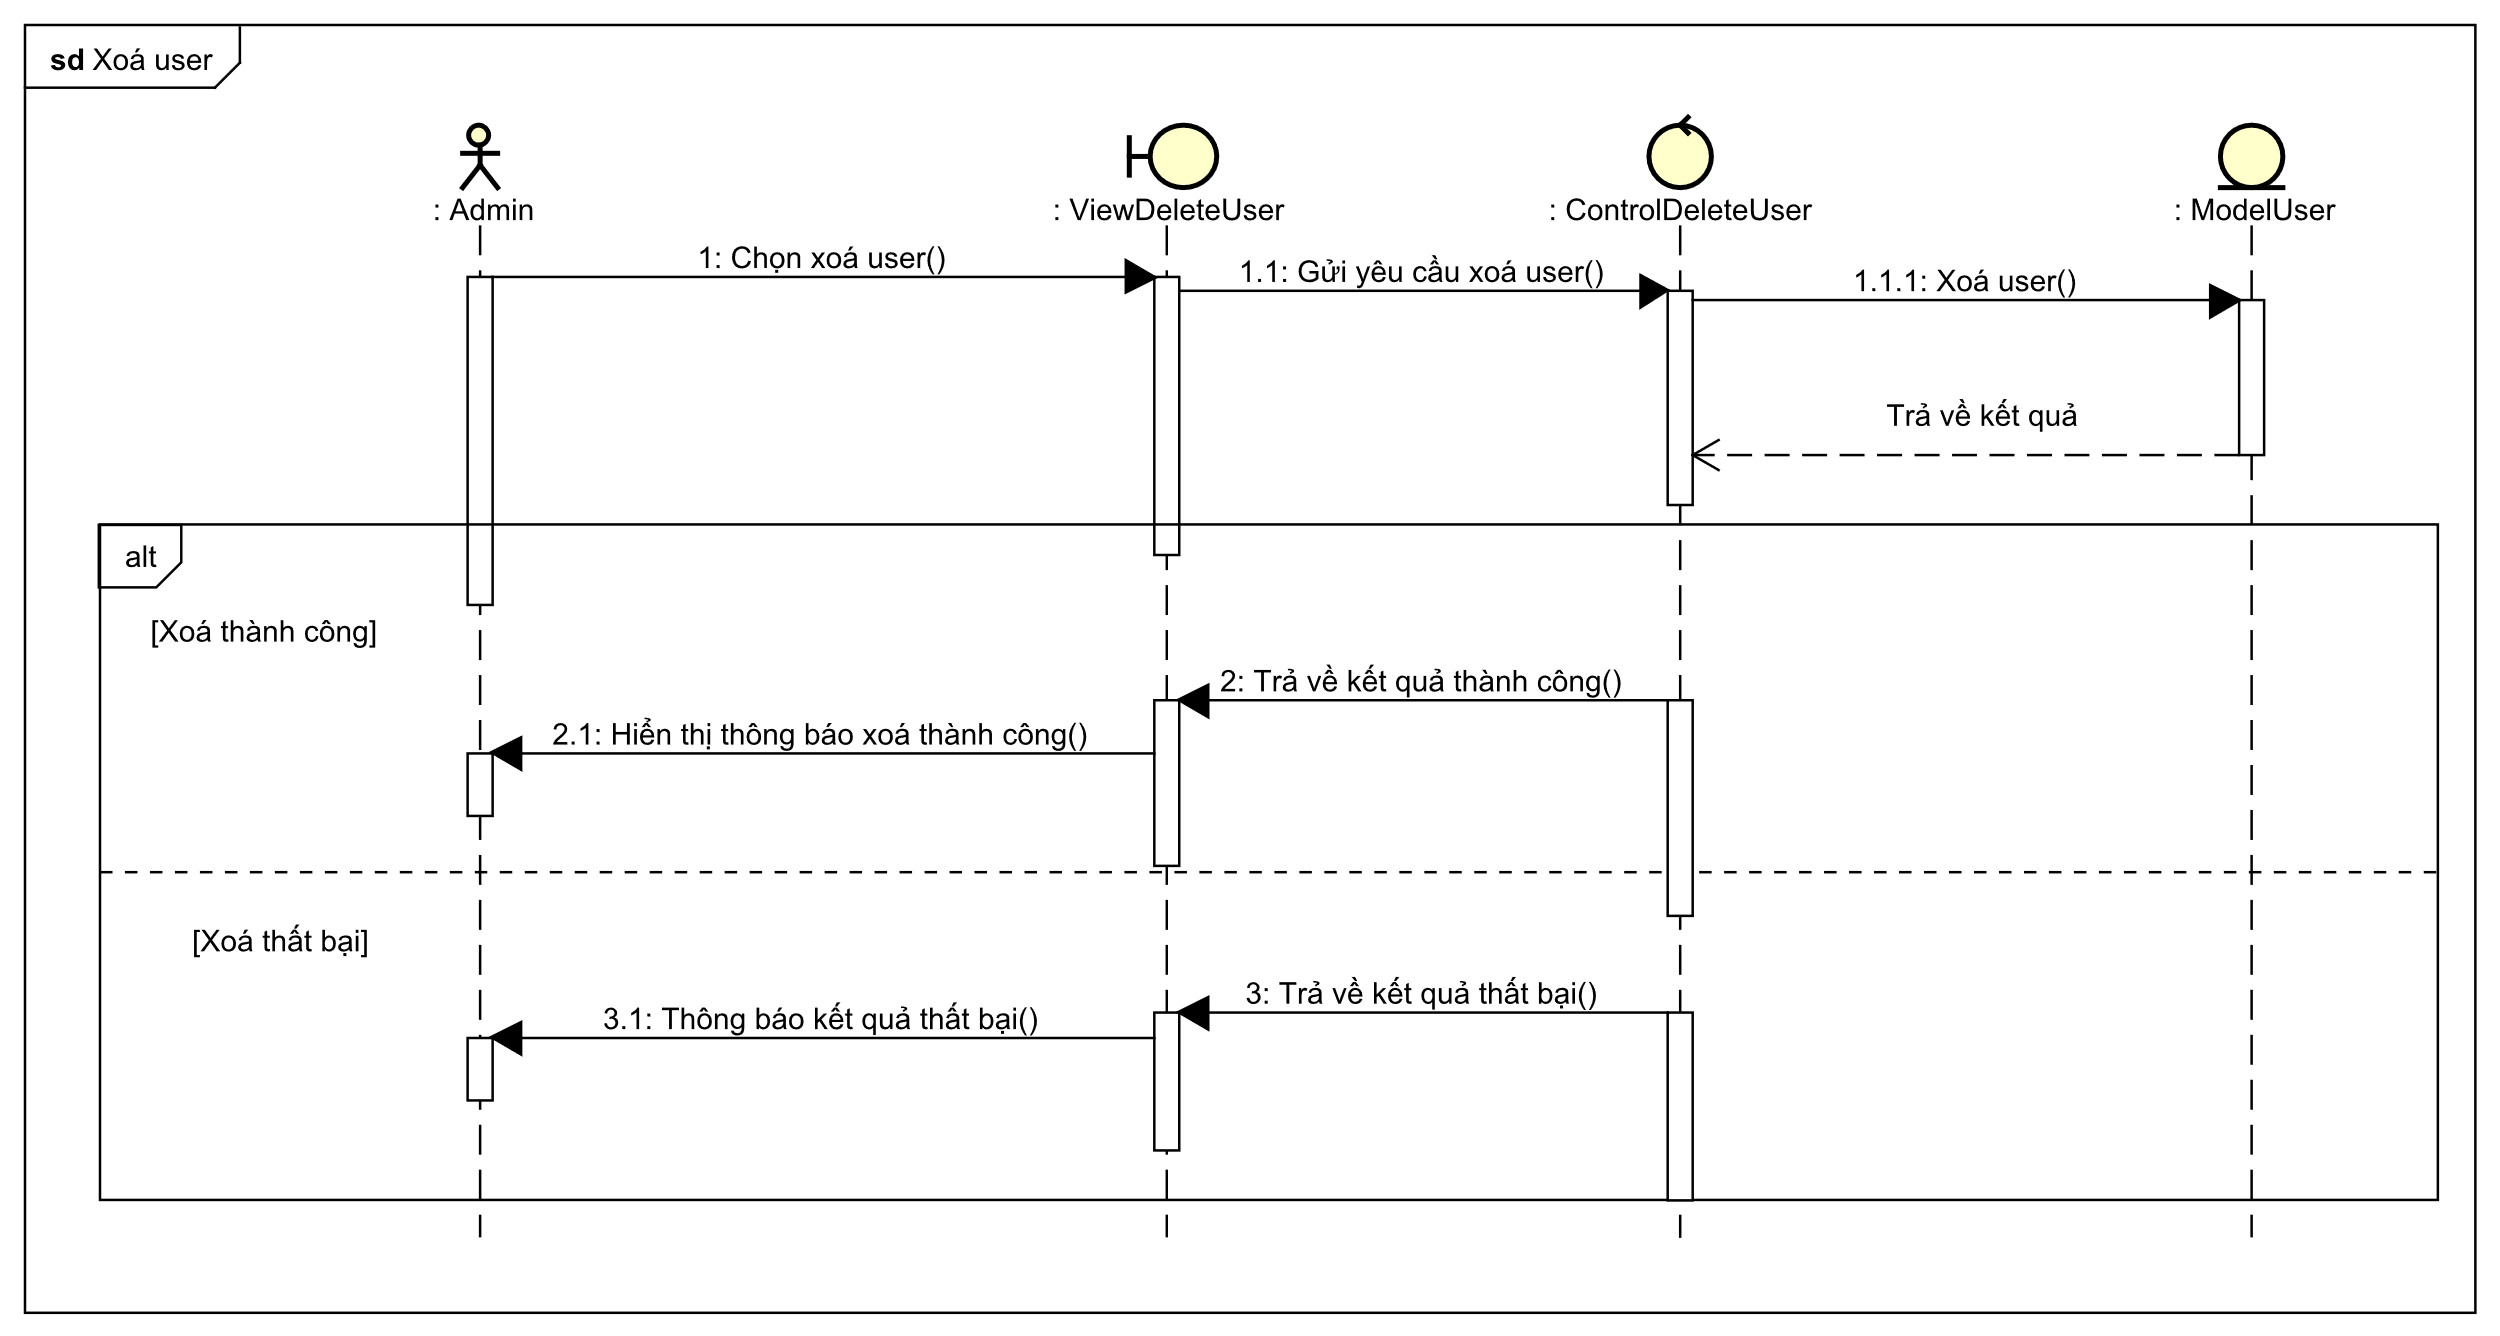 sd Xoá user
: Admin
: ViewDeleteUser
: ControlDeleteUser
: ModelUser
1: Chọn xoá user()
1.1: Gửi yêu cầu xoá user()
1.1.1: Xoá user()
Trả về kết quả
alt
[Xoá thành công]
2: Trả về kết quả thành công()
2.1: Hiển thị thông báo xoá thành công()
[Xoá thất bại]
3: Trả về kết quả thất bại()
3.1: Thông báo kết quả thất bại()